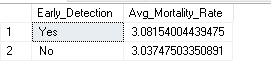 Early_Detection Avg_Mortality_Rate
1 Yes 3.08154004439475
2 No 3.03747503350891